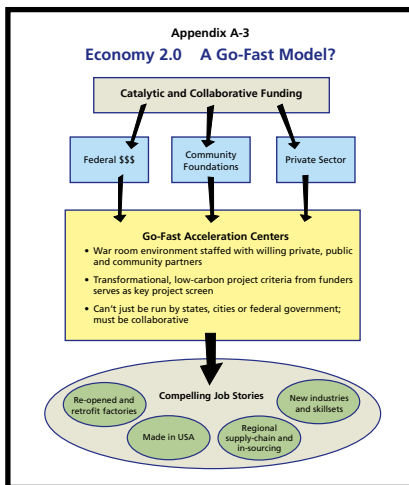 Appendix A-3
Economy 2.0 A Go-Fast Model?
Catalytic and Collaborative Funding
Federal $$$
Community
Foundations
Private Sector
Go-Fast Acceleration Centers
• War room environment staffed with willing private, public
and community partners
• Transformational, low-carbon project criteria from funders
serves as key project screen
• Can't just be run by states, cities or federal government;
must be collaborative
Compelling Job Stories
Re-opened and
retrofit factories
Made in USA
Regional
supply-chain and
in-sourcing
New industries
and skillsets